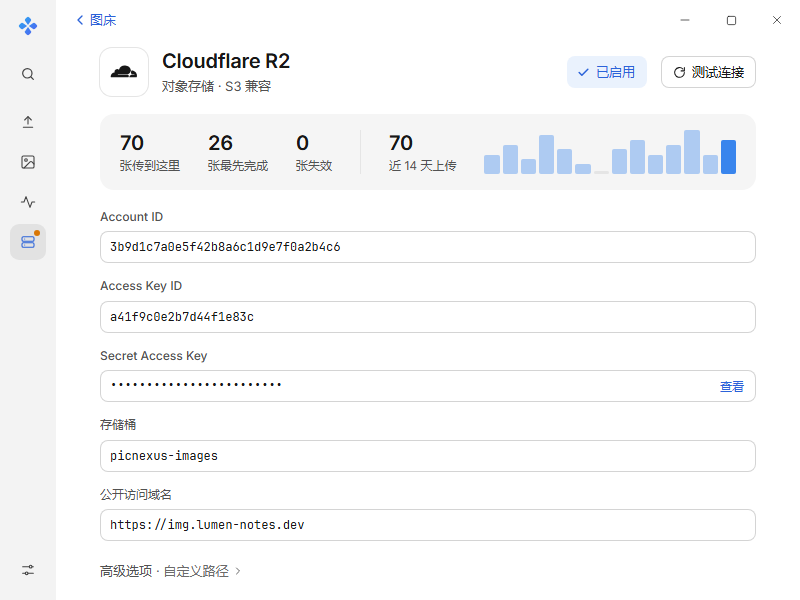 图床
Cloudflare R2
对象存储 · S3 兼容
已启用
测试连接
70
张传到这里
26
张最先完成
0
张失效
70
近 14 天上传
Account ID
3b9d1c7a0e5f42b8a6c1d9e7f0a2b4c6
Access Key ID
a41f9c0e2b7d44f1e83c
Secret Access Key
••••••••••••••••••••••••
查看
存储桶
picnexus-images
公开访问域名
https://img.lumen-notes.dev
高级选项 · 自定义路径